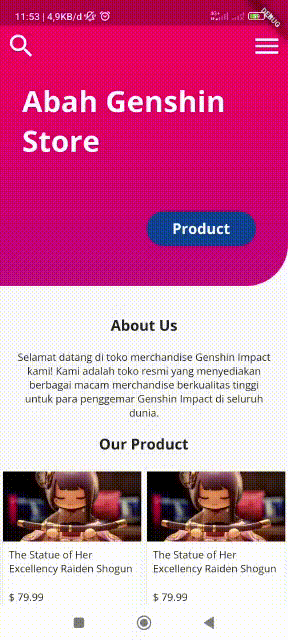 11:53 | 4,9KB/d
DEBUG
Abah Genshin
Store
Product
About Us
Selamat datang di toko merchandise Genshin Impact
kami! Kami adalah toko resmi yang menyediakan
berbagai macam merchandise berkualitas tinggi
untuk para penggemar Genshin Impact di seluruh
dunia.
Our Product
The Statue of Her
Excellency Raiden Shogun
$ 79.99
The Statue of Her
Excellency Raiden Shogun
$ 79.99